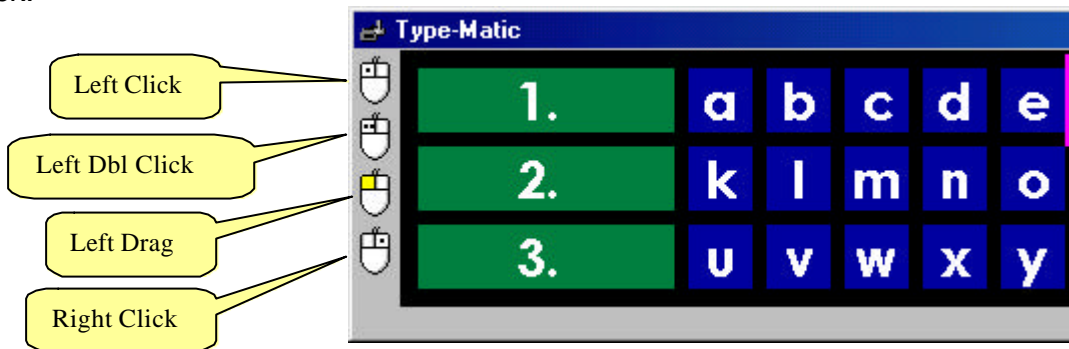 Type-Matic
Left Click
1. a b c d e
Left Dbl Click
2. k l m n o
Left Drag
3. u v w x y
Right Click